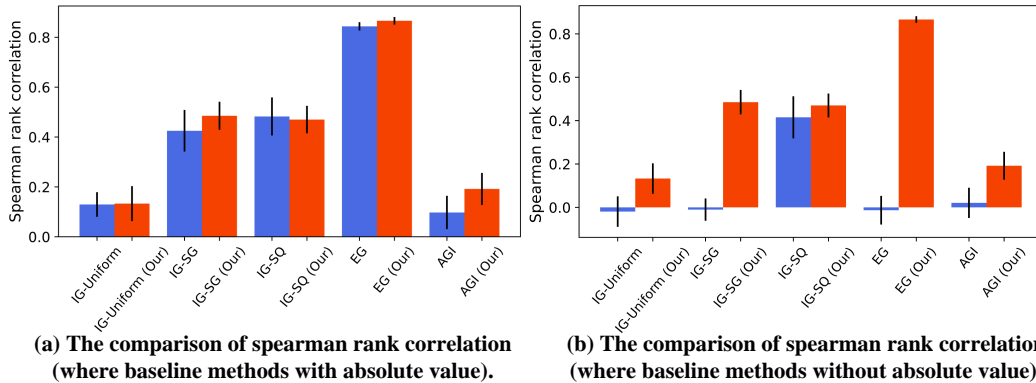 Spearman rank correlation
0.8
0.6
0.4
0.2
0.0
IG-Uniform
IG-Uniform (Our)
IG-SG
IG-SG (Our)
IG-SQ
IG-SQ (Our)
EG
EG (Our)
AGI
AGI (Our)
(a) The comparison of spearman rank correlation
(where baseline methods with absolute value).
Spearman rank correlation
0.8
0.6
0.4
0.2
0.0
IG-Uniform
IG-Uniform (Our)
IG-SG
IG-SG (Our)
IG-SQ
IG-SQ (Our)
EG
EG (Our)
AGI
AGI (Our)
(b) The comparison of spearman rank correlation
(where baseline methods without absolute value)